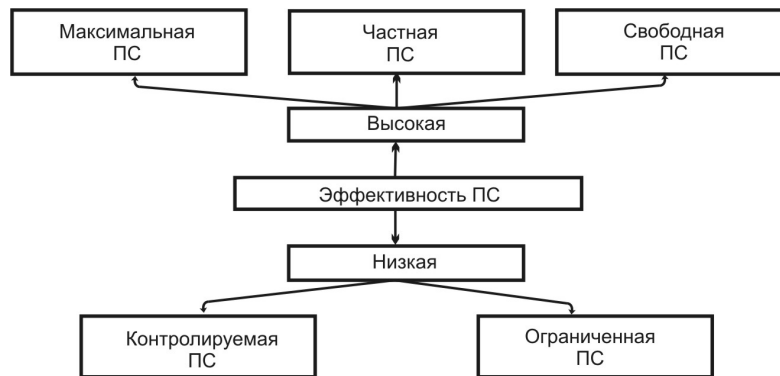 Максимальная
ПС
Частная
ПС
Свободная
ПС
Высокая
Эффективность ПС
Низкая
Контролируемая
ПС
Ограниченная
ПС